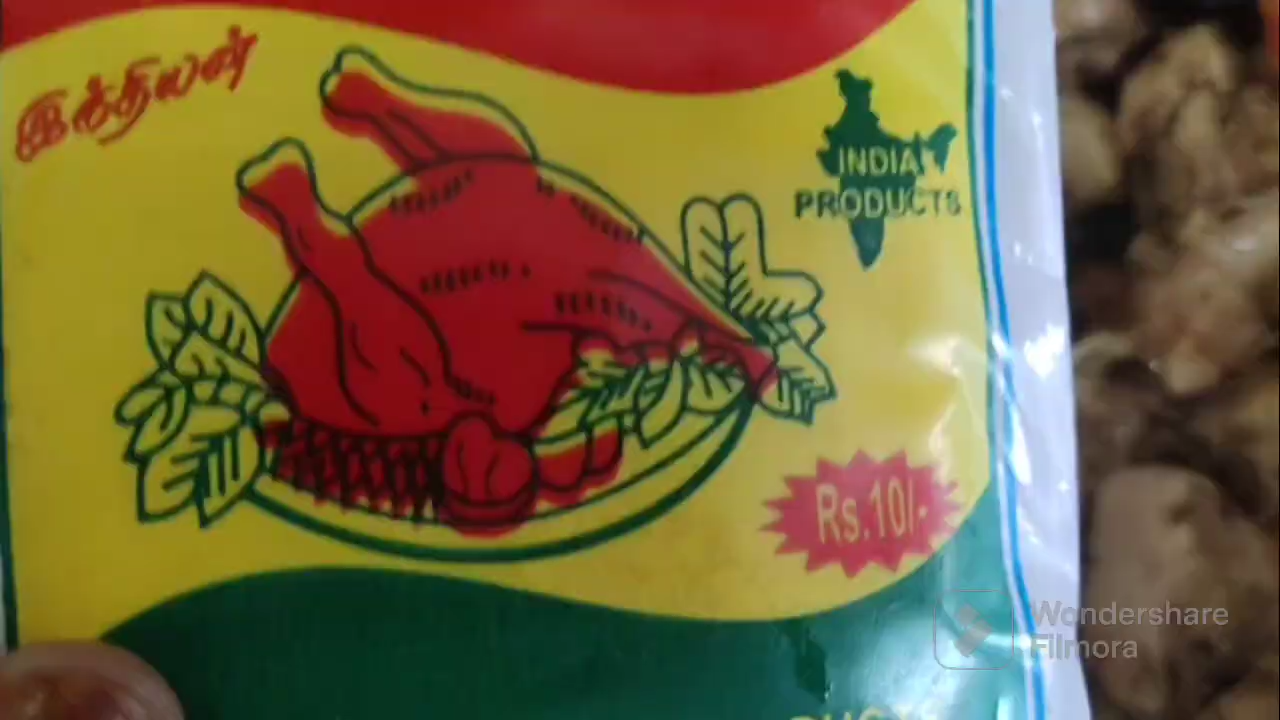 இந்தியன்
INDIA
PRODUCTS
Rs.10/-
Wondershare
Filmora